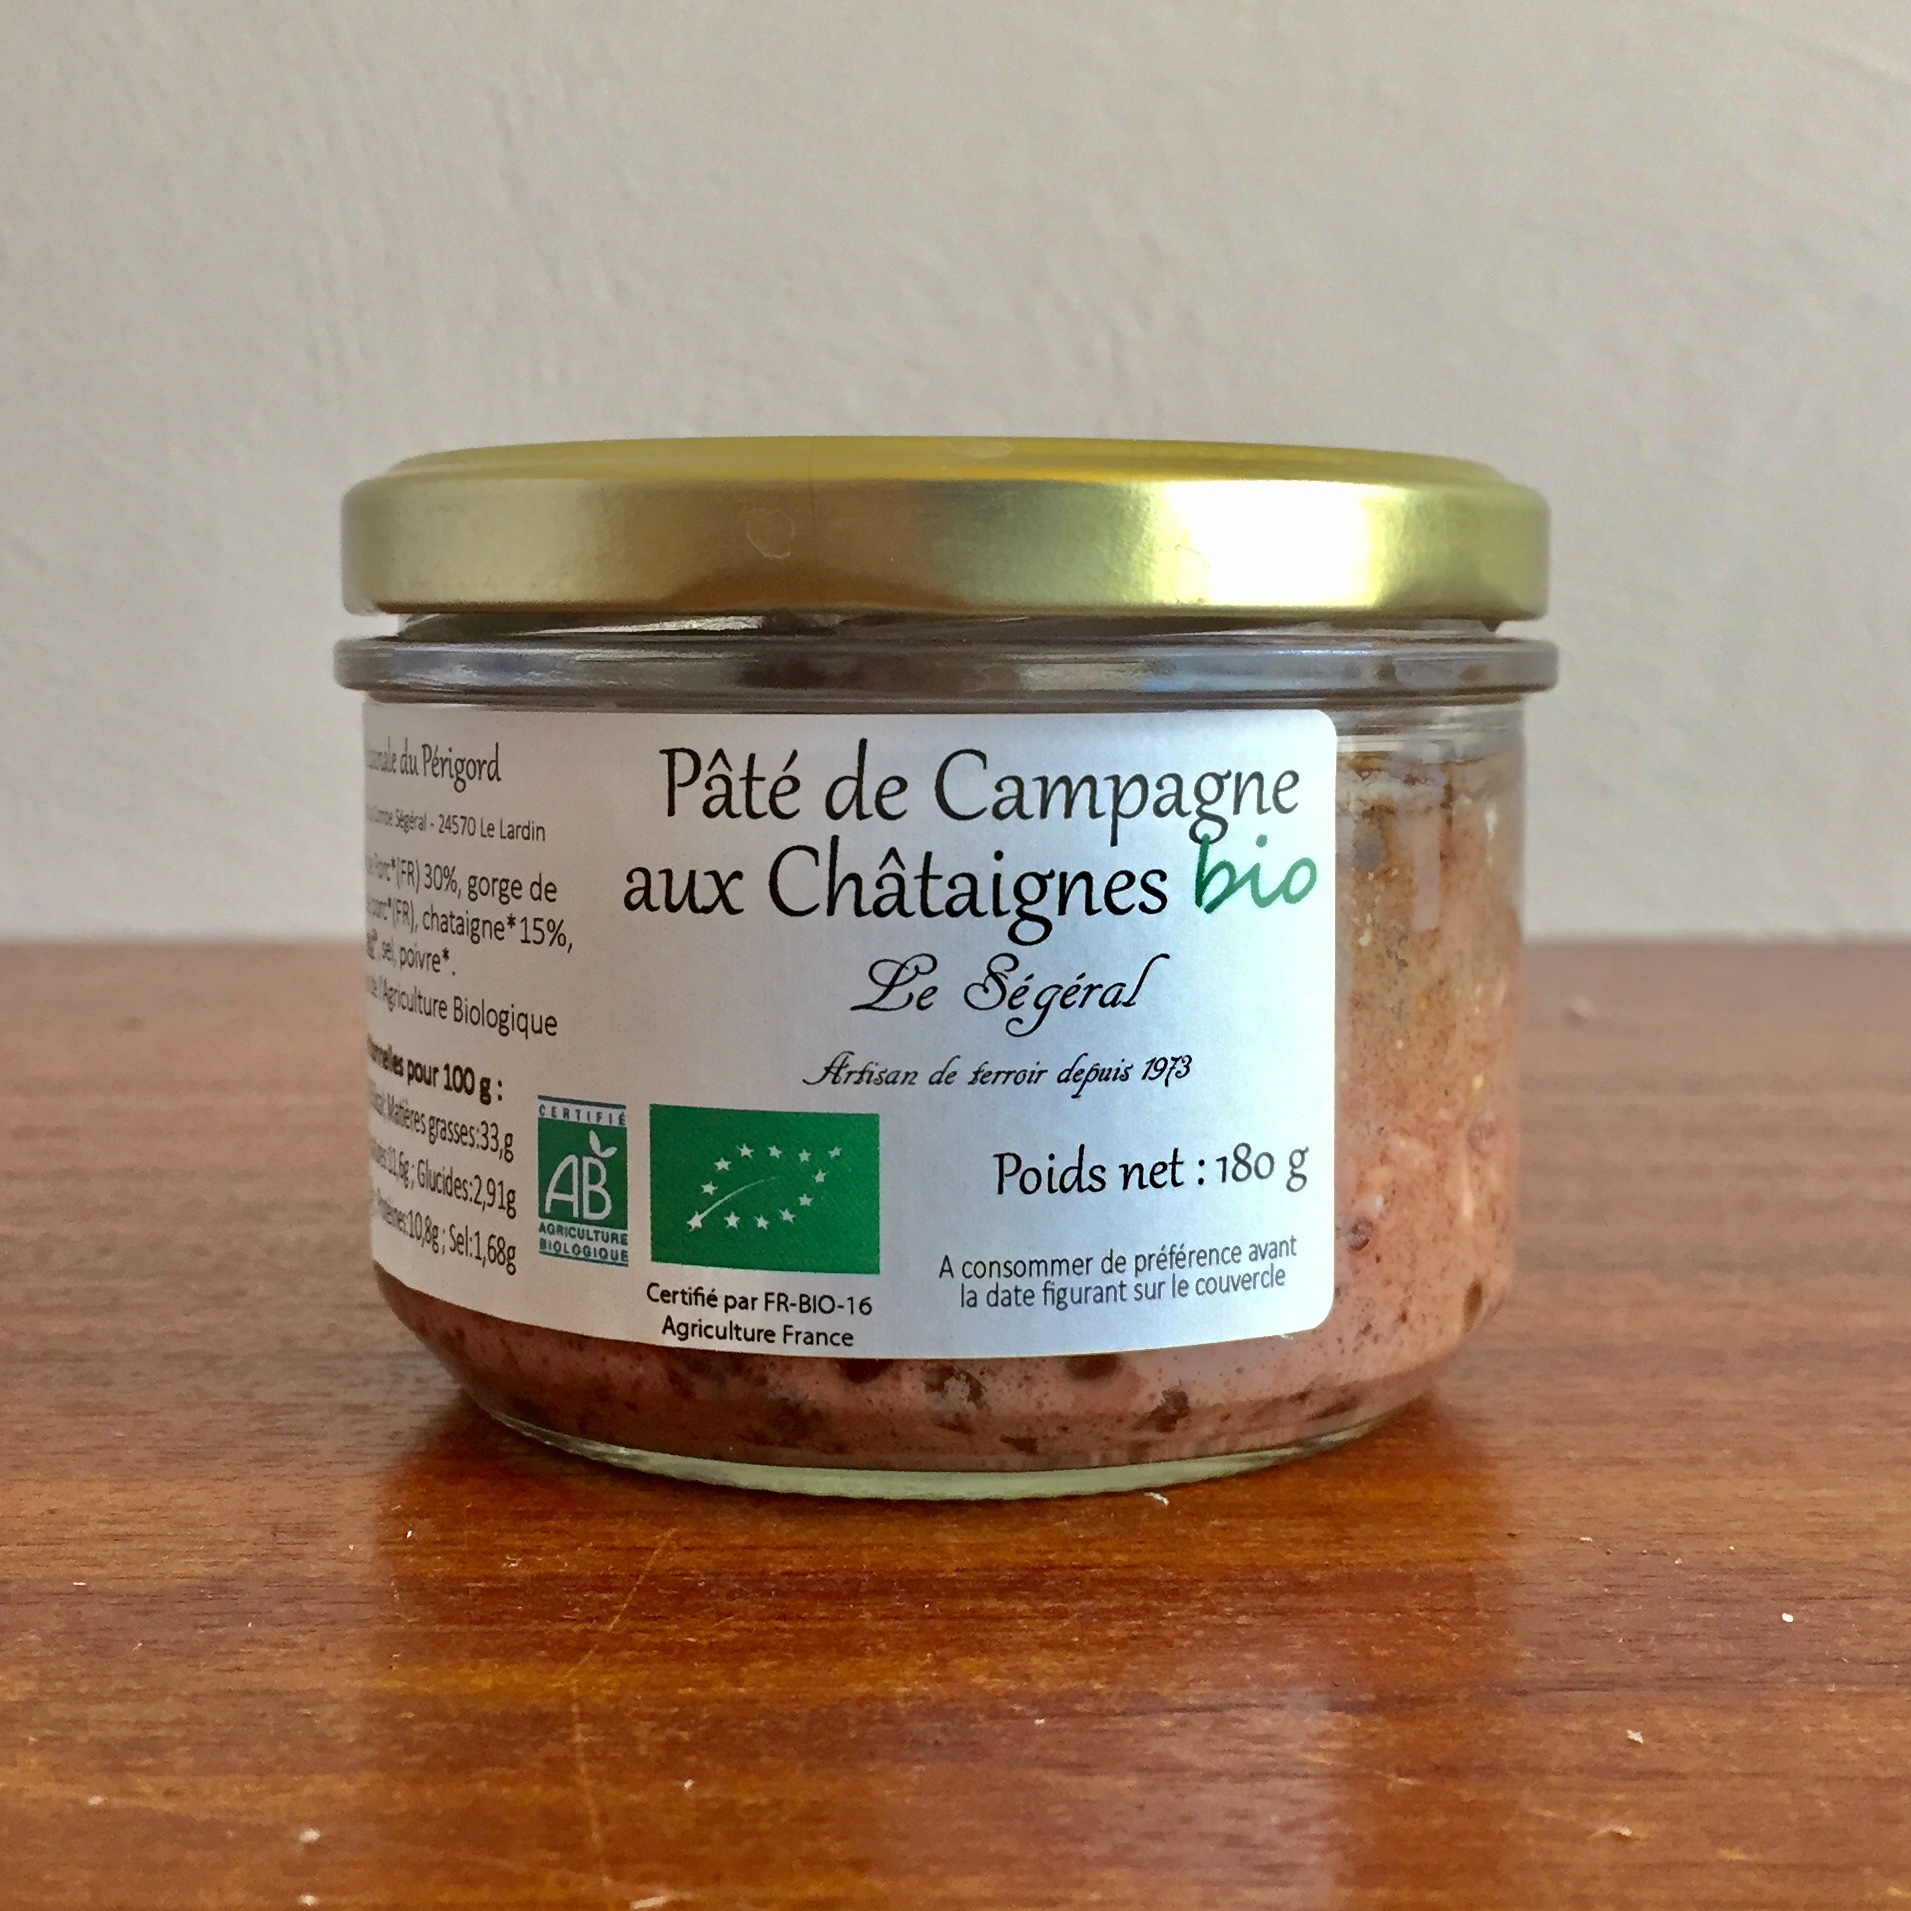 du Périgord
Ségéral - 24570 Le Lardin
(FR) 30%, gorge de
(FR), chataigne* 15%,
sel, poivre*.
l'Agriculture Biologique
pour 100 g :
Matières grasses:33,g
Glucides:2,91g
10,8g ; Sel:1,68g
Pâté de Campagne
aux Châtaignes bio
Le Ségéral
Artisan de terroir depuis 1973
CERTIFIÉ
AB
AGRICULTURE
BIOLOGIQUE
Certifié par FR-BIO-16
Agriculture France
Poids net : 180 g
A consommer de préférence avant
la date figurant sur le couvercle